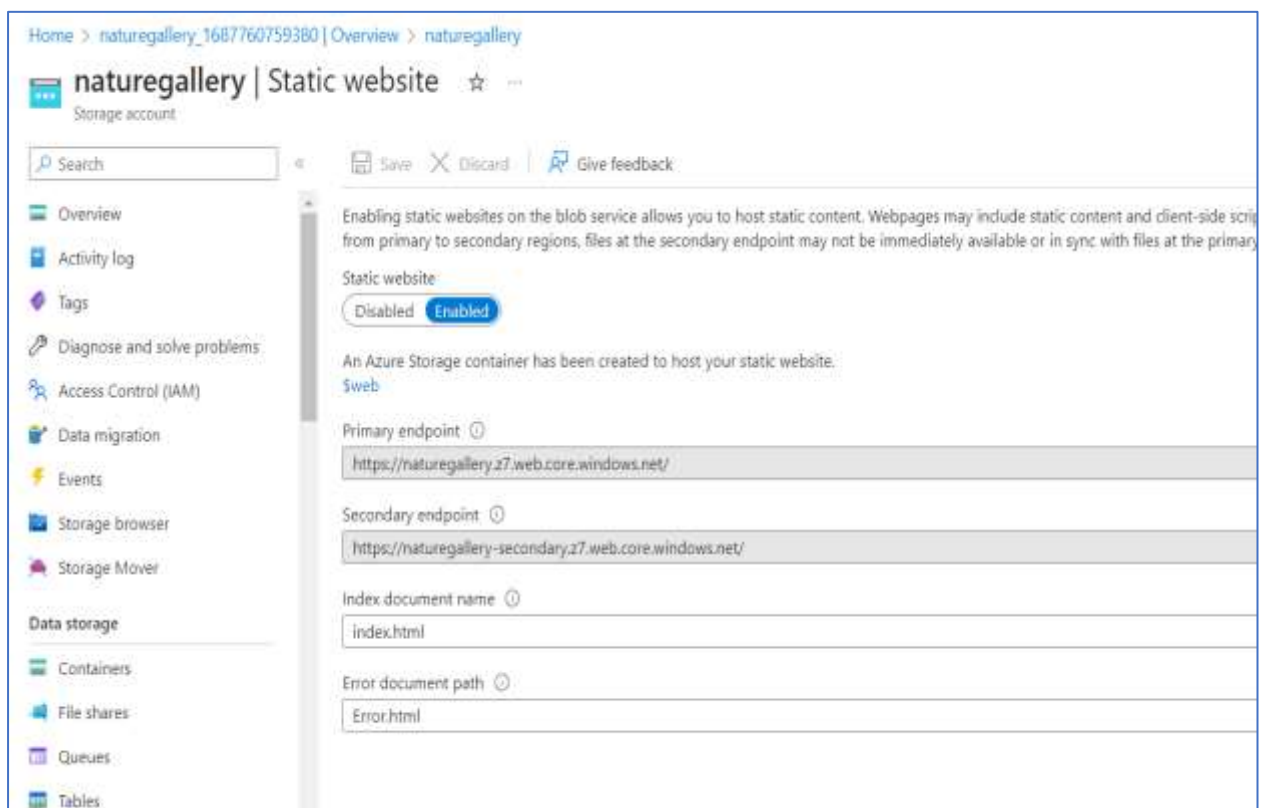 Home > naturegallery_1687760759380 | Overview > naturegallery
naturegallery | Static website
Storage account
Search
Save Discard Give feedback
Overview
Activity log
Tags
Diagnose and solve problems
Access Control (IAM)
Data migration
Events
Storage browser
Storage Mover
Data storage
Containers
File shares
Queues
Tables
Enabling static websites on the blob service allows you to host static content. Webpages may include static content and client-side scrip
from primary to secondary regions, files at the secondary endpoint may not be immediately available or in sync with files at the primary
Static website
Disabled Enabled
An Azure Storage container has been created to host your static website.
$web
Primary endpoint
https://naturegallery.z7.web.core.windows.net/
Secondary endpoint
https://naturegallery-secondary.z7.web.core.windows.net/
Index document name
index.html
Error document path
Error.html